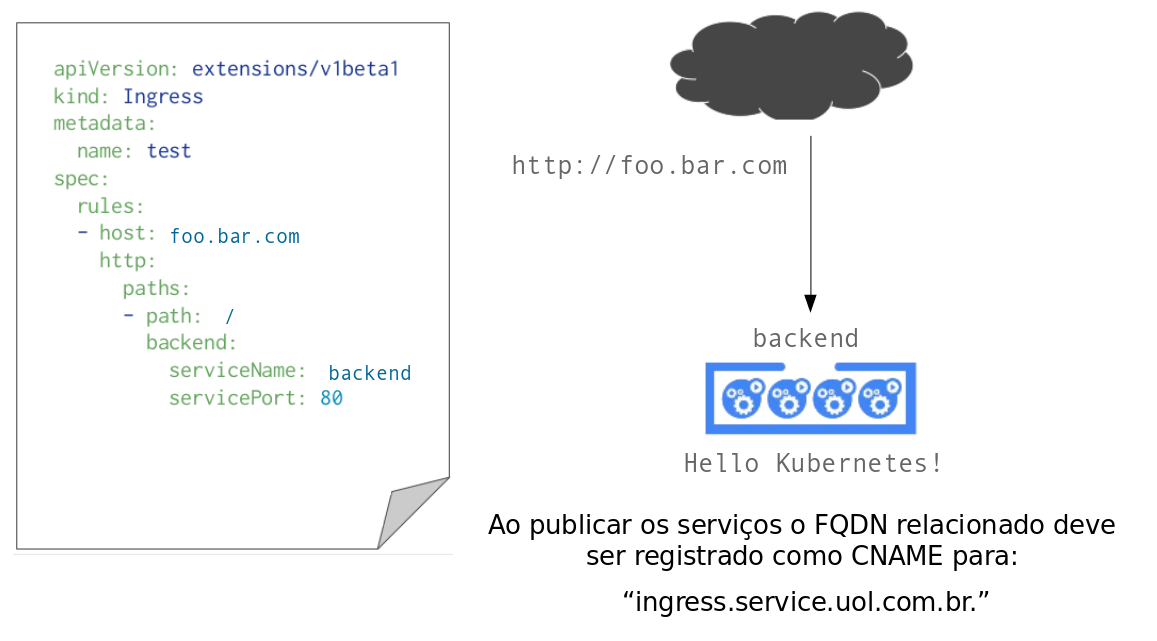 apiVersion: extensions/v1beta1
kind: Ingress
metadata:
  name: test
spec:
  rules:
  - host: foo.bar.com
    http:
      paths:
      - path: /
        backend:
          serviceName: backend
          servicePort: 80
http://foo.bar.com
backend
Hello Kubernetes!
Ao publicar os serviços o FQDN relacionado deve
ser registrado como CNAME para:
“ingress.service.uol.com.br.”